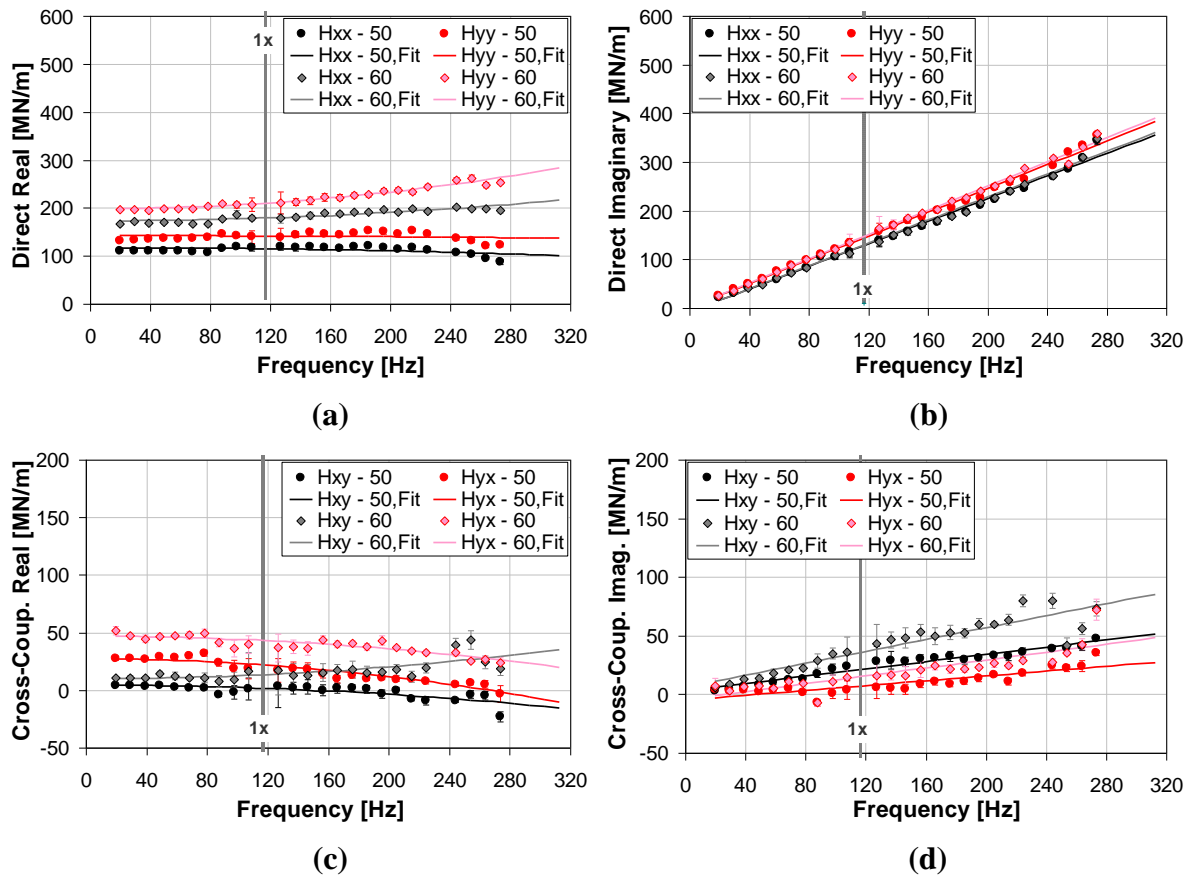 600
500
400
300
200
100
0
Direct Real [MN/m]
1x
Hxx - 50 Hyy - 50
Hxx - 50,Fit Hyy - 50,Fit
Hxx - 60 Hyy - 60
Hxx - 60,Fit Hyy - 60,Fit
0 40 80 120 160 200 240 280 320
Frequency [Hz]
(a)
600
500
400
300
200
100
0
Direct Imaginary [MN/m]
Hxx - 50 Hyy - 50
Hxx - 50,Fit Hyy - 50,Fit
Hxx - 60 Hyy - 60
Hxx - 60,Fit Hyy - 60,Fit
1x
0 40 80 120 160 200 240 280 320
Frequency [Hz]
(b)
200
150
100
50
0
-50
Cross-Coup. Real [MN/m]
Hxy - 50 Hyx - 50
Hxy - 50,Fit Hyx - 50,Fit
Hxy - 60 Hyx - 60
Hxy - 60,Fit Hyx - 60,Fit
1x
0 40 80 120 160 200 240 280 320
Frequency [Hz]
(c)
200
150
100
50
0
-50
Cross-Coup. Imag. [MN/m]
Hxy - 50 Hyx - 50
Hxy - 50,Fit Hyx - 50,Fit
Hxy - 60 Hyx - 60
Hxy - 60,Fit Hyx - 60,Fit
1x
0 40 80 120 160 200 240 280 320
Frequency [Hz]
(d)